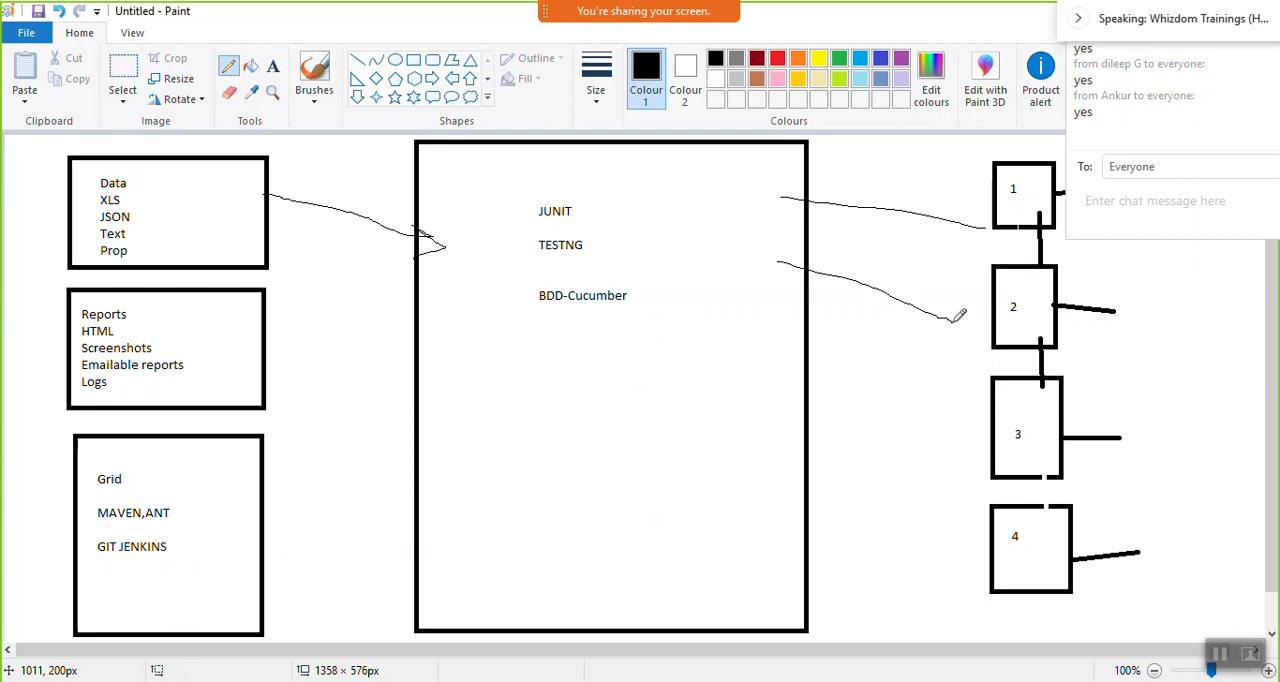 Untitled - Paint
You're sharing your screen.
Speaking: Whizdom Trainings (H...
File
Home
View
Paste
Cut
Copy
Clipboard
Select
Crop
Resize
Rotate
Image
Tools
Brushes
Outline
Fill
Shapes
Size
Colour 1
Colour 2
Edit colours
Edit with Paint 3D
Product alert
Colours
yes
from dileep G to everyone:
yes
from Ankur to everyone:
yes
To:
Everyone
Enter chat message here
Data
XLS
JSON
Text
Prop
Reports
HTML
Screenshots
Emailable reports
Logs
Grid
MAVEN,ANT
GIT JENKINS
JUNIT
TESTNG
BDD-Cucumber
1
2
3
4
1011, 200px
1358 × 576px
100%